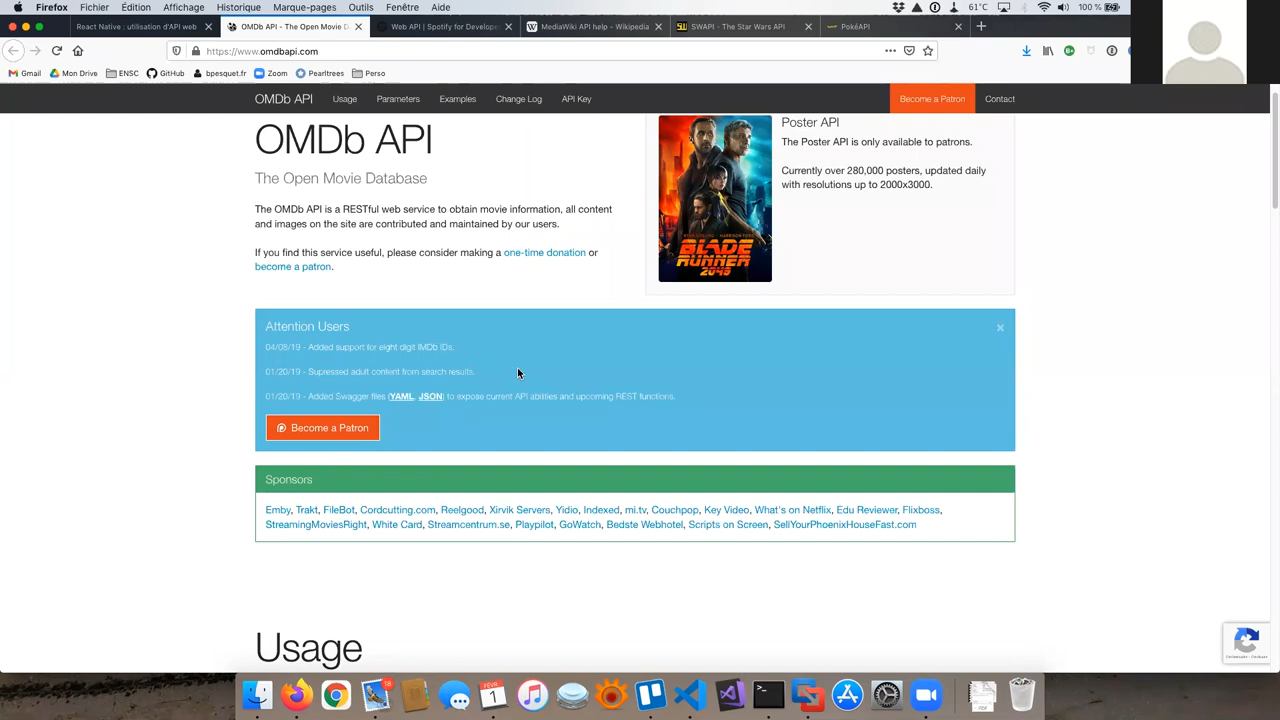 Firefox Fichier Édition Affichage Historique Marque-pages Outils Fenêtre Aide 61°C 100 %
React Native : utilisation d'API web OMDb API - The Open Movie D Web API | Spotify for Develope MediaWiki API help – Wikipedia SWAPI - The Star Wars API PokéAPI
https://www.omdbapi.com
Gmail Mon Drive ENSC GitHub bpesquet.fr Zoom Pearltrees Perso
OMDb API Usage Parameters Examples Change Log API Key Become a Patron Contact
OMDb API
The Open Movie Database
The OMDb API is a RESTful web service to obtain movie information, all content
and images on the site are contributed and maintained by our users.
If you find this service useful, please consider making a one-time donation or
become a patron.
Poster API
The Poster API is only available to patrons.
Currently over 280,000 posters, updated daily
with resolutions up to 2000x3000.
BLADE
RUNNER
2049
Attention Users
04/08/19 - Added support for eight digit IMDb IDs.
01/20/19 - Supressed adult content from search results.
01/20/19 - Added Swagger files (YAML, JSON) to expose current API abilities and upcoming REST functions.
Become a Patron
Sponsors
Emby, Trakt, FileBot, Cordcutting.com, Reelgood, Xirvik Servers, Yidio, Indexed, mi.tv, Couchpop, Key Video, What's on Netflix, Edu Reviewer, Flixboss,
StreamingMoviesRight, White Card, Streamcentrum.se, Playpilot, GoWatch, Bedste Webhotel, Scripts on Screen, SellYourPhoenixHouseFast.com
Usage
18
FÉVR.
1